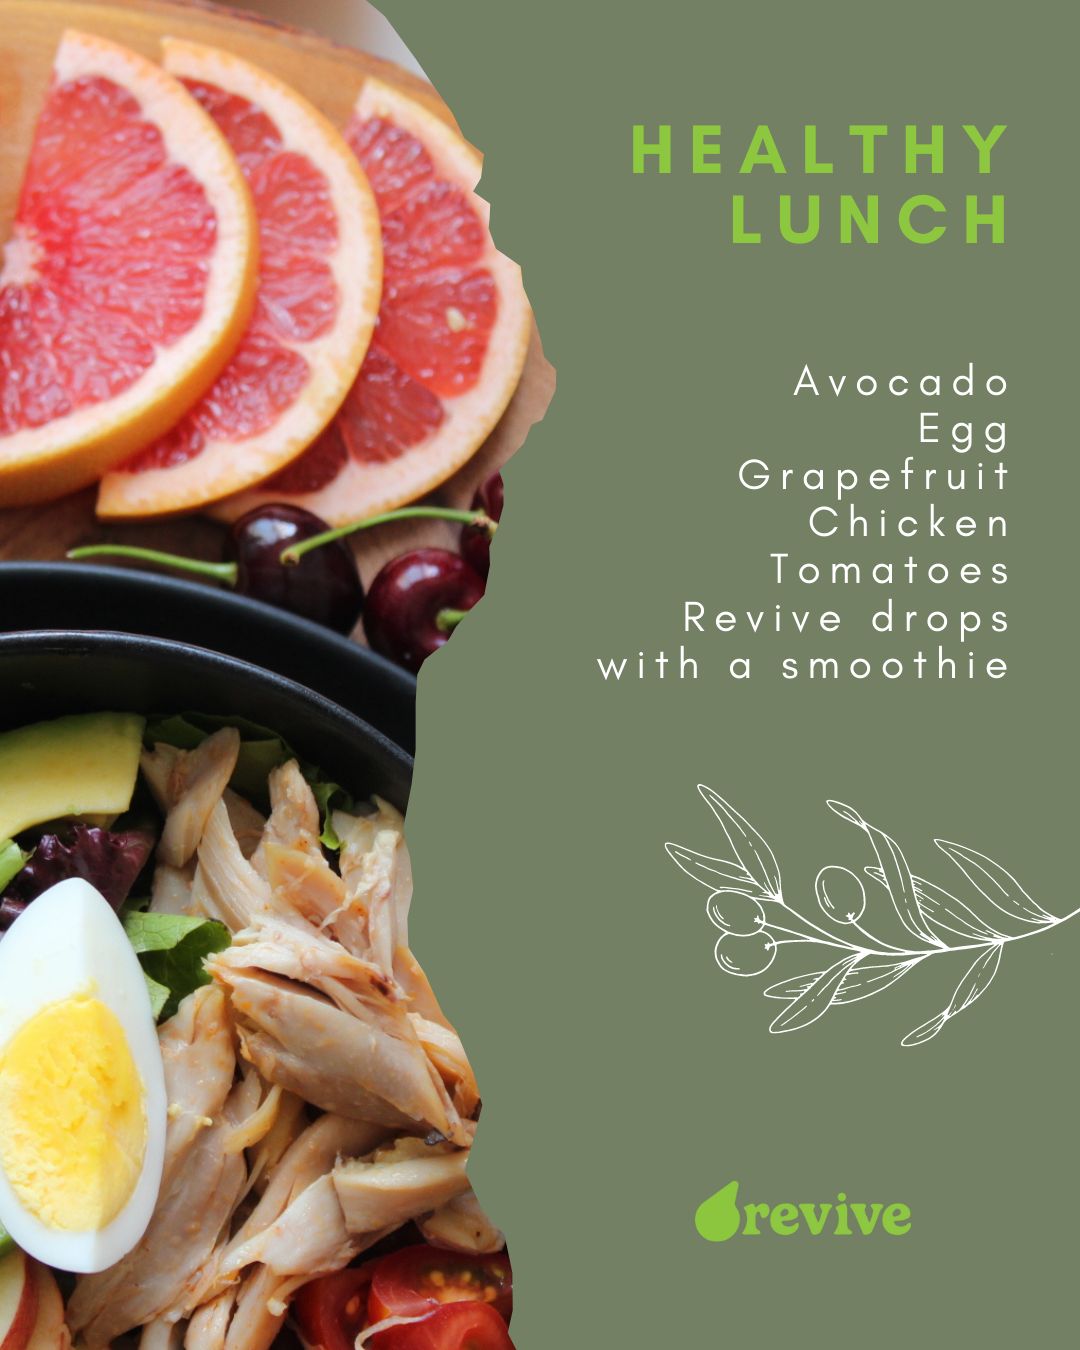 HEALTHY
LUNCH
Avocado
Egg
Grapefruit
Chicken
Tomatoes
Revive drops
with a smoothie
revive